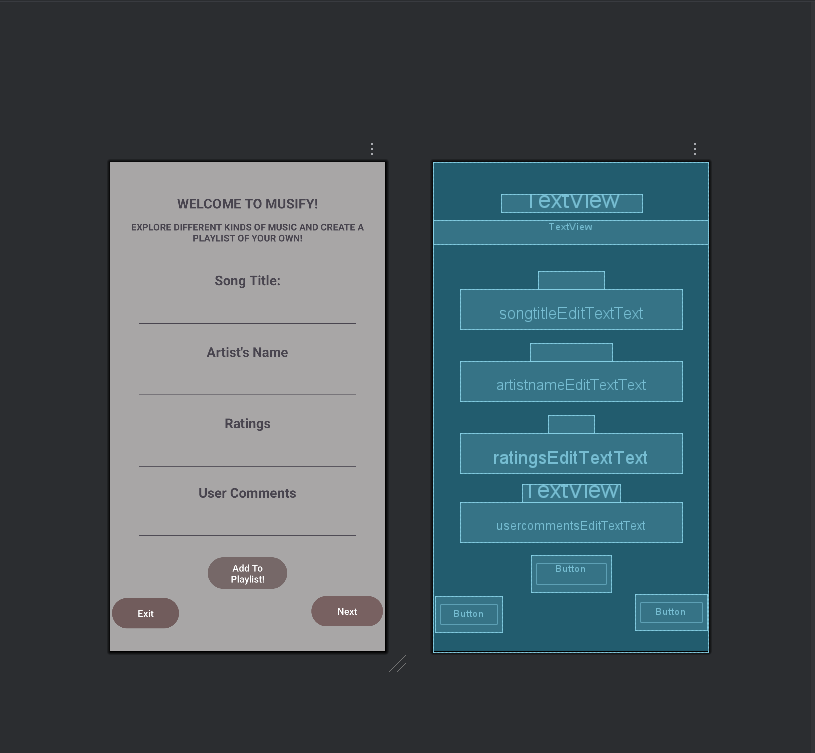 WELCOME TO MUSIFY!
EXPLORE DIFFERENT KINDS OF MUSIC AND CREATE A
PLAYLIST OF YOUR OWN!
Song Title:
Artist's Name
Ratings
User Comments
Add To
Playlist!
Exit
Next
TextView
TextView
songtitleEditTextText
artistnameEditTextText
ratingsEditTextText
TextView
usercommentsEditTextText
Button
Button
Button